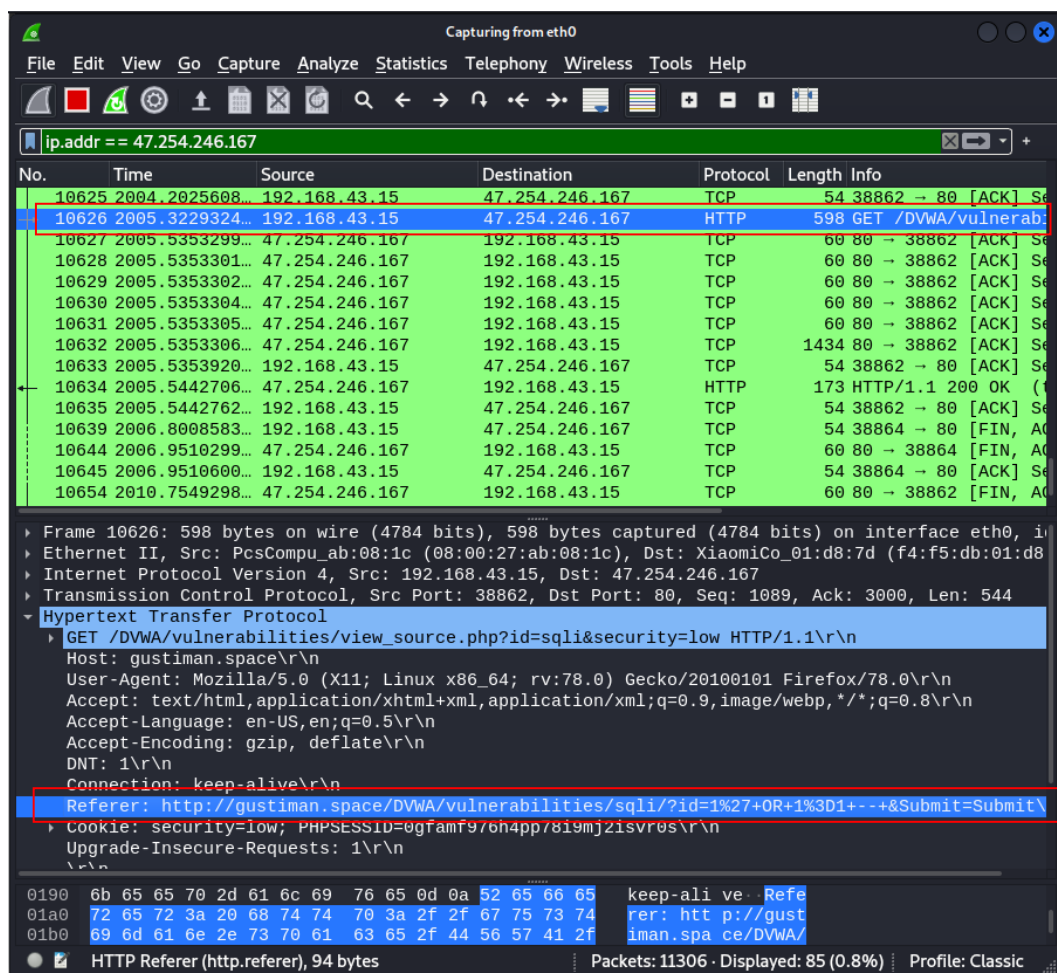 Capturing from eth0
File Edit View Go Capture Analyze Statistics Telephony Wireless Tools Help
ip.addr == 47.254.246.167
No. Time Source Destination Protocol Length Info
10625 2004.2025608… 192.168.43.15 47.254.246.167 TCP 54 38862 → 80 [ACK] Se
10626 2005.3229324… 192.168.43.15 47.254.246.167 HTTP 598 GET /DVWA/vulnerabi
10627 2005.5353299… 47.254.246.167 192.168.43.15 TCP 60 80 → 38862 [ACK] Se
10628 2005.5353301… 47.254.246.167 192.168.43.15 TCP 60 80 → 38862 [ACK] Se
10629 2005.5353302… 47.254.246.167 192.168.43.15 TCP 60 80 → 38862 [ACK] Se
10630 2005.5353304… 47.254.246.167 192.168.43.15 TCP 60 80 → 38862 [ACK] Se
10631 2005.5353305… 47.254.246.167 192.168.43.15 TCP 60 80 → 38862 [ACK] Se
10632 2005.5353306… 47.254.246.167 192.168.43.15 TCP 1434 80 → 38862 [ACK] Se
10633 2005.5353920… 192.168.43.15 47.254.246.167 TCP 54 38862 → 80 [ACK] Se
10634 2005.5442706… 47.254.246.167 192.168.43.15 HTTP 173 HTTP/1.1 200 OK (t
10635 2005.5442762… 192.168.43.15 47.254.246.167 TCP 54 38862 → 80 [ACK] Se
10639 2006.8008583… 192.168.43.15 47.254.246.167 TCP 54 38864 → 80 [FIN, AC
10644 2006.9510299… 47.254.246.167 192.168.43.15 TCP 60 80 → 38864 [FIN, AC
10645 2006.9510600… 192.168.43.15 47.254.246.167 TCP 54 38864 → 80 [ACK] Se
10654 2010.7549298… 47.254.246.167 192.168.43.15 TCP 60 80 → 38862 [FIN, AC
Frame 10626: 598 bytes on wire (4784 bits), 598 bytes captured (4784 bits) on interface eth0, i
Ethernet II, Src: PcsCompu_ab:08:1c (08:00:27:ab:08:1c), Dst: XiaomiCo_01:d8:7d (f4:f5:db:01:d8
Internet Protocol Version 4, Src: 192.168.43.15, Dst: 47.254.246.167
Transmission Control Protocol, Src Port: 38862, Dst Port: 80, Seq: 1089, Ack: 3000, Len: 544
Hypertext Transfer Protocol
GET /DVWA/vulnerabilities/view_source.php?id=sqli&security=low HTTP/1.1\r\n
Host: gustiman.space\r\n
User-Agent: Mozilla/5.0 (X11; Linux x86_64; rv:78.0) Gecko/20100101 Firefox/78.0\r\n
Accept: text/html,application/xhtml+xml,application/xml;q=0.9,image/webp,*/*;q=0.8\r\n
Accept-Language: en-US,en;q=0.5\r\n
Accept-Encoding: gzip, deflate\r\n
DNT: 1\r\n
Connection: keep-alive\r\n
Referer: http://gustiman.space/DVWA/vulnerabilities/sqli/?id=1%27+OR+1%3D1+--+&Submit=Submit\
Cookie: security=low; PHPSESSID=0gfamf976h4pp78i9mj2isvr0s\r\n
Upgrade-Insecure-Requests: 1\r\n
\r\n
0190 6b 65 65 70 2d 61 6c 69 76 65 0d 0a 52 65 66 65 keep-ali ve··Refe
01a0 72 65 72 3a 20 68 74 74 70 3a 2f 2f 67 75 73 74 rer: htt p://gust
01b0 69 6d 61 6e 2e 73 70 61 63 65 2f 44 56 57 41 2f iman.spa ce/DVWA/
HTTP Referer (http.referer), 94 bytes Packets: 11306 · Displayed: 85 (0.8%) Profile: Classic